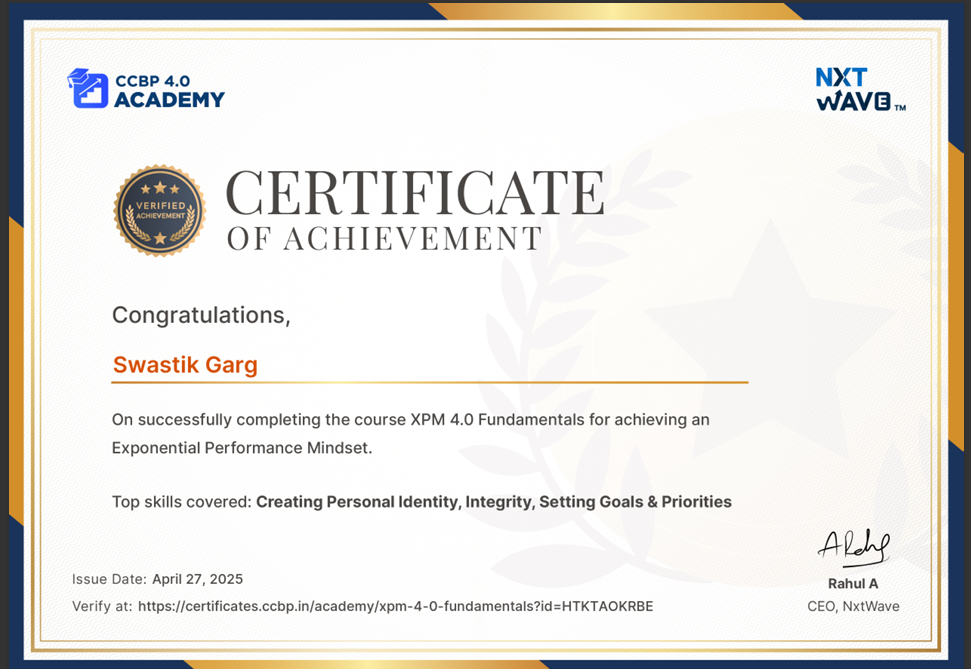 CCBP 4.0
ACADEMY
NXT
WAVE TM
VERIFIED
ACHIEVEMENT
CERTIFICATE
OF ACHIEVEMENT
Congratulations,
Swastik Garg
On successfully completing the course XPM 4.0 Fundamentals for achieving an
Exponential Performance Mindset.
Top skills covered: Creating Personal Identity, Integrity, Setting Goals & Priorities
Issue Date: April 27, 2025
Verify at: https://certificates.ccbp.in/academy/xpm-4-0-fundamentals?id=HTKTAOKRBE
Rahul A
CEO, NxtWave